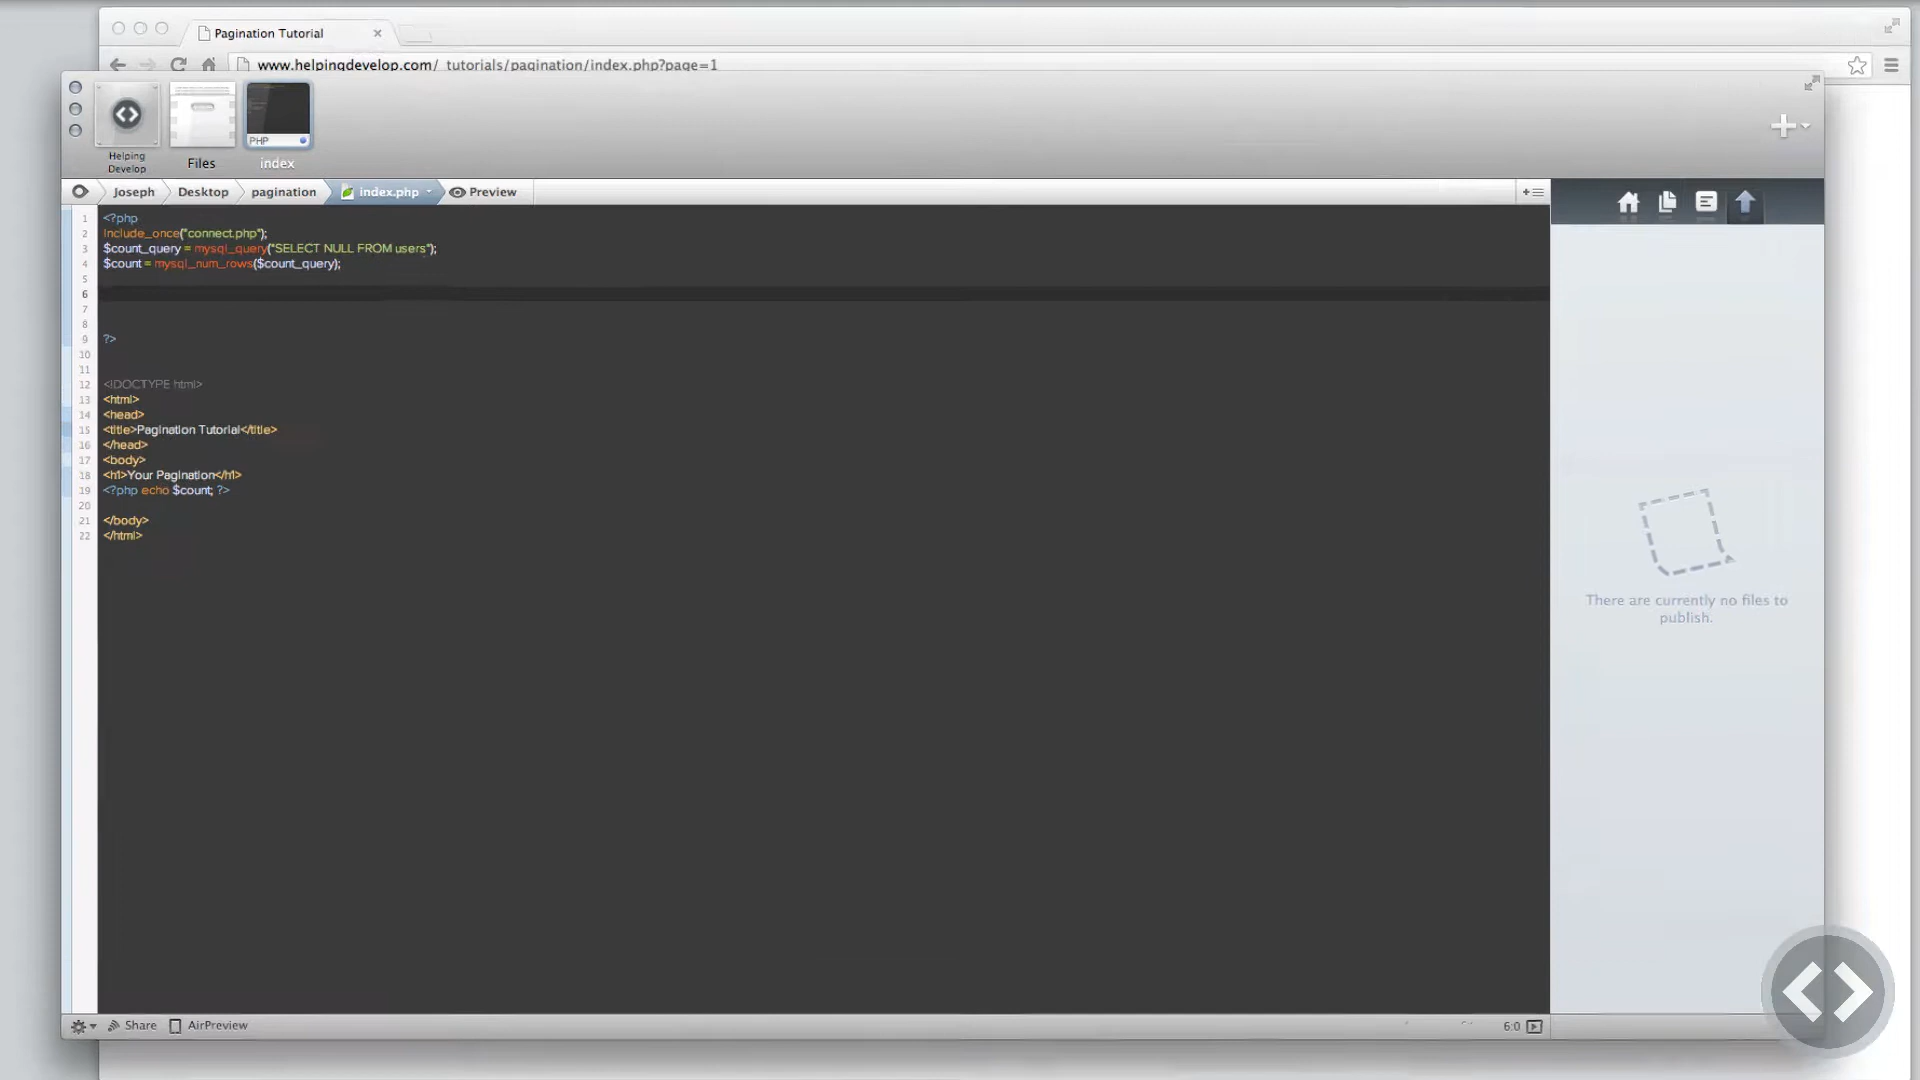 Pagination Tutorial
www.helpingdevelop.com/_tutorials/pagination/index.php?page=1
PHP
Helping
Develop
Files
index
Joseph
Desktop
pagination
index.php
Preview
1 <?php
2 include_once("connect.php");
3 $count_query = mysql_query("SELECT NULL FROM users");
4 $count = mysql_num_rows($count_query);
5
6
7
8
9 ?>
10
11
12 <!DOCTYPE html>
13 <html>
14 <head>
15 <title>Pagination Tutorial</title>
16 </head>
17 <body>
18 <h1>Your Pagination</h1>
19 <?php echo $count; ?>
20
21 </body>
22 </html>
There are currently no files to
publish.
Share
AirPreview
6:0